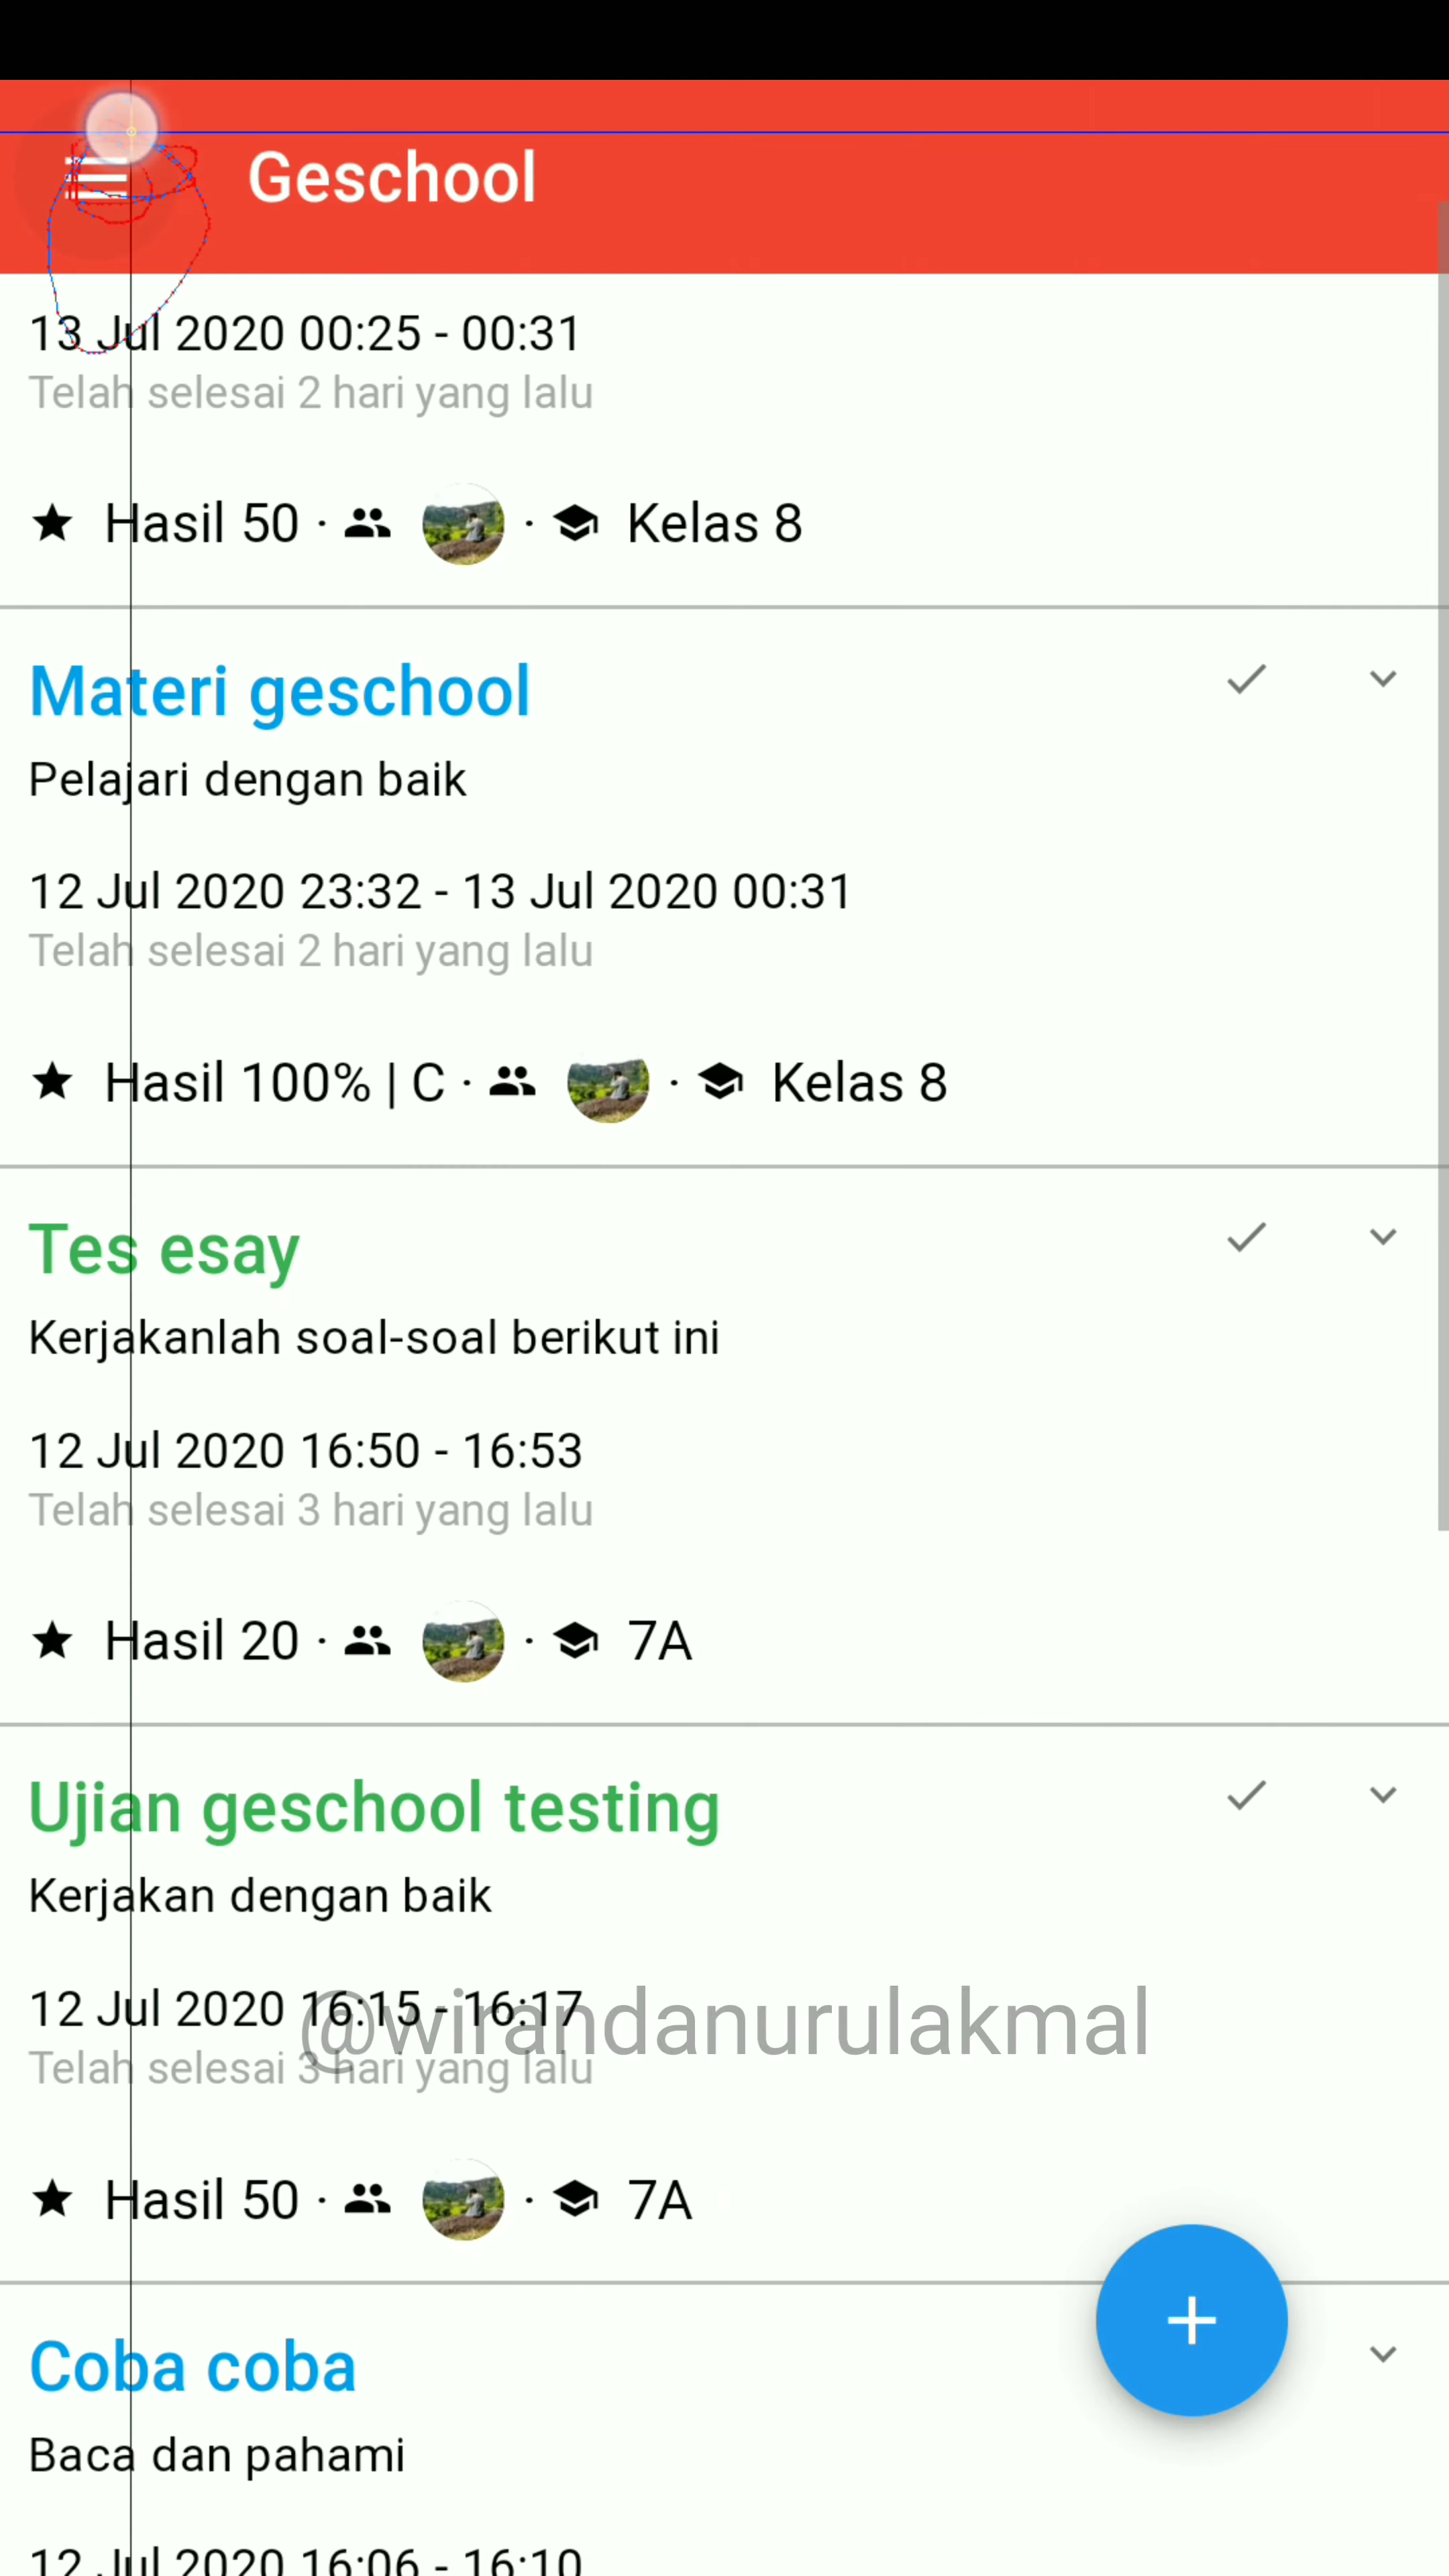 Geschool
13 Jul 2020 00:25 - 00:31
Telah selesai 2 hari yang lalu
Hasil 50 · · Kelas 8
Materi geschool
Pelajari dengan baik
12 Jul 2020 23:32 - 13 Jul 2020 00:31
Telah selesai 2 hari yang lalu
Hasil 100% | C · · Kelas 8
Tes esay
Kerjakanlah soal-soal berikut ini
12 Jul 2020 16:50 - 16:53
Telah selesai 3 hari yang lalu
Hasil 20 · · 7A
Ujian geschool testing
Kerjakan dengan baik
12 Jul 2020 16:15 - 16:17
@wirandanurulakmal
Telah selesai 3 hari yang lalu
Hasil 50 · · 7A
Coba coba
Baca dan pahami
12 Jul 2020 16:06 - 16:10